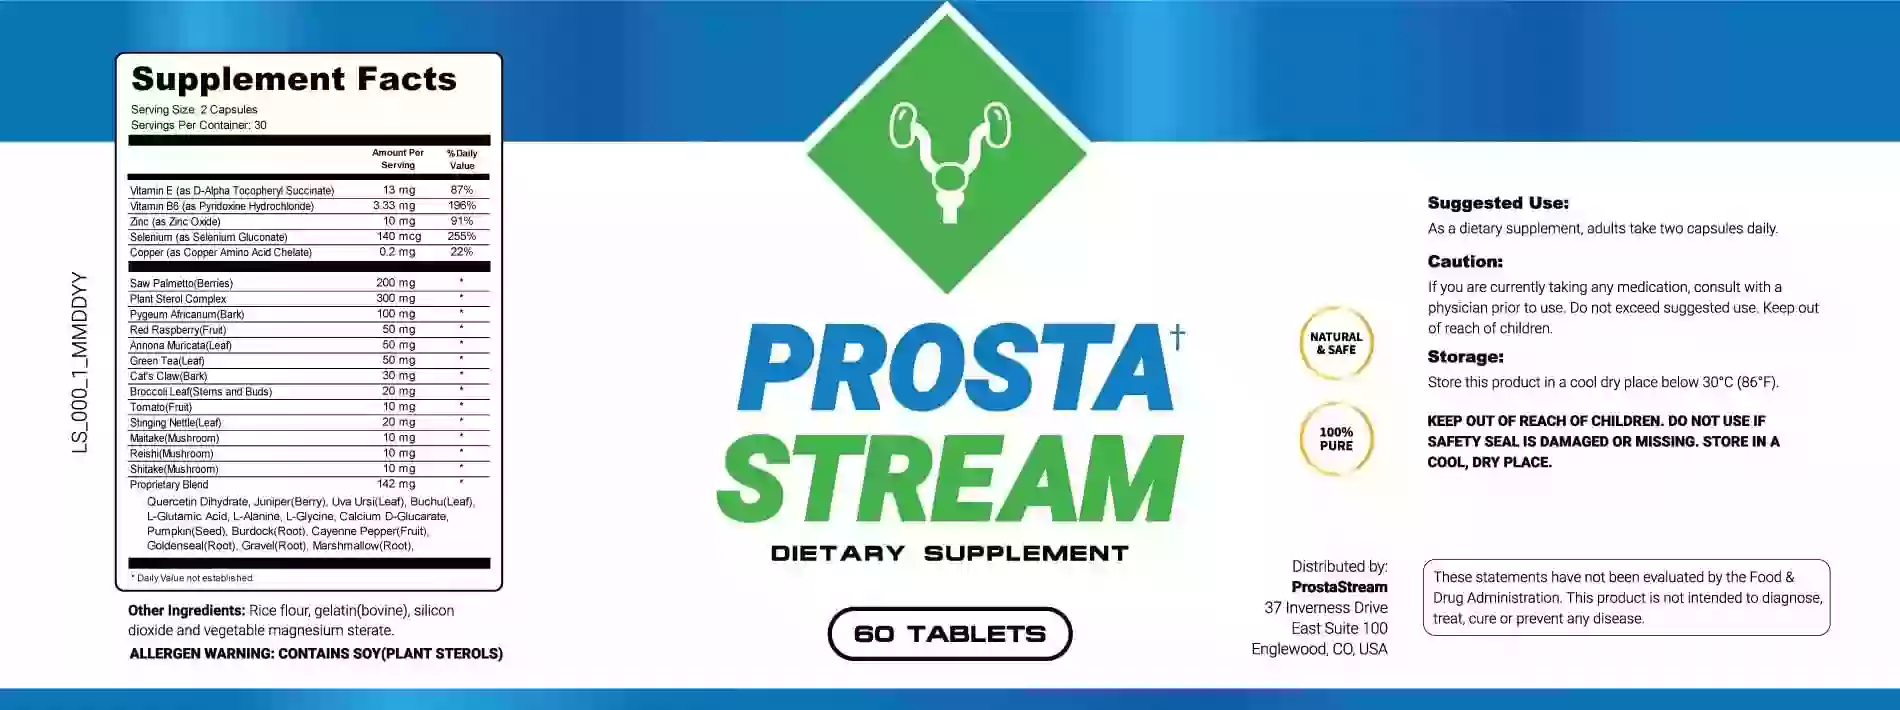 LS_000_1_MMDDYY
Supplement Facts
Serving Size: 2 Capsules
Servings Per Container: 30
Amount Per Serving % Daily Value
Vitamin E (as D-Alpha Tocopheryl Succinate) 13 mg 87%
Vitamin B6 (as Pyridoxine Hydrochloride) 3.33 mg 196%
Zinc (as Zinc Oxide) 10 mg 91%
Selenium (as Selenium Gluconate) 140 mcg 255%
Copper (as Copper Amino Acid Chelate) 0.2 mg 22%
Saw Palmetto(Berries) 200 mg *
Plant Sterol Complex 300 mg *
Pygeum Africanum(Bark) 100 mg *
Red Raspberry(Fruit) 50 mg *
Annona Muricata(Leaf) 50 mg *
Green Tea(Leaf) 50 mg *
Cat's Claw(Bark) 30 mg *
Broccoli Leaf(Stems and Buds) 20 mg *
Tomato(Fruit) 10 mg *
Stinging Nettle(Leaf) 20 mg *
Maitake(Mushroom) 10 mg *
Reishi(Mushroom) 10 mg *
Shitake(Mushroom) 10 mg *
Proprietary Blend 142 mg *
Quercetin Dihydrate, Juniper(Berry), Uva Ursi(Leaf), Buchu(Leaf),
L-Glutamic Acid, L-Alanine, L-Glycine, Calcium D-Glucarate,
Pumpkin(Seed), Burdock(Root), Cayenne Pepper(Fruit),
Goldenseal(Root), Gravel(Root), Marshmallow(Root),
* Daily Value not established
Other Ingredients: Rice flour, gelatin(bovine), silicon
dioxide and vegetable magnesium sterate.
ALLERGEN WARNING: CONTAINS SOY(PLANT STEROLS)
PROSTA†
STREAM
DIETARY SUPPLEMENT
60 TABLETS
NATURAL
& SAFE
100%
PURE
Distributed by:
ProstaStream
37 Inverness Drive
East Suite 100
Englewood, CO, USA
Suggested Use:
As a dietary supplement, adults take two capsules daily.
Caution:
If you are currently taking any medication, consult with a
physician prior to use. Do not exceed suggested use. Keep out
of reach of children.
Storage:
Store this product in a cool dry place below 30°C (86°F).
KEEP OUT OF REACH OF CHILDREN. DO NOT USE IF
SAFETY SEAL IS DAMAGED OR MISSING. STORE IN A
COOL, DRY PLACE.
These statements have not been evaluated by the Food &
Drug Administration. This product is not intended to diagnose,
treat, cure or prevent any disease.